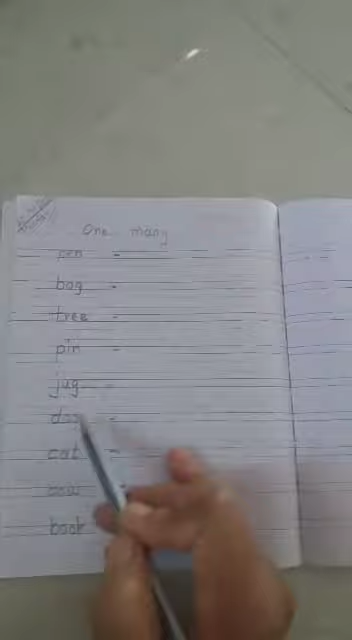 One many
pen -
bag -
tree -
pin -
jug -
cat -
book